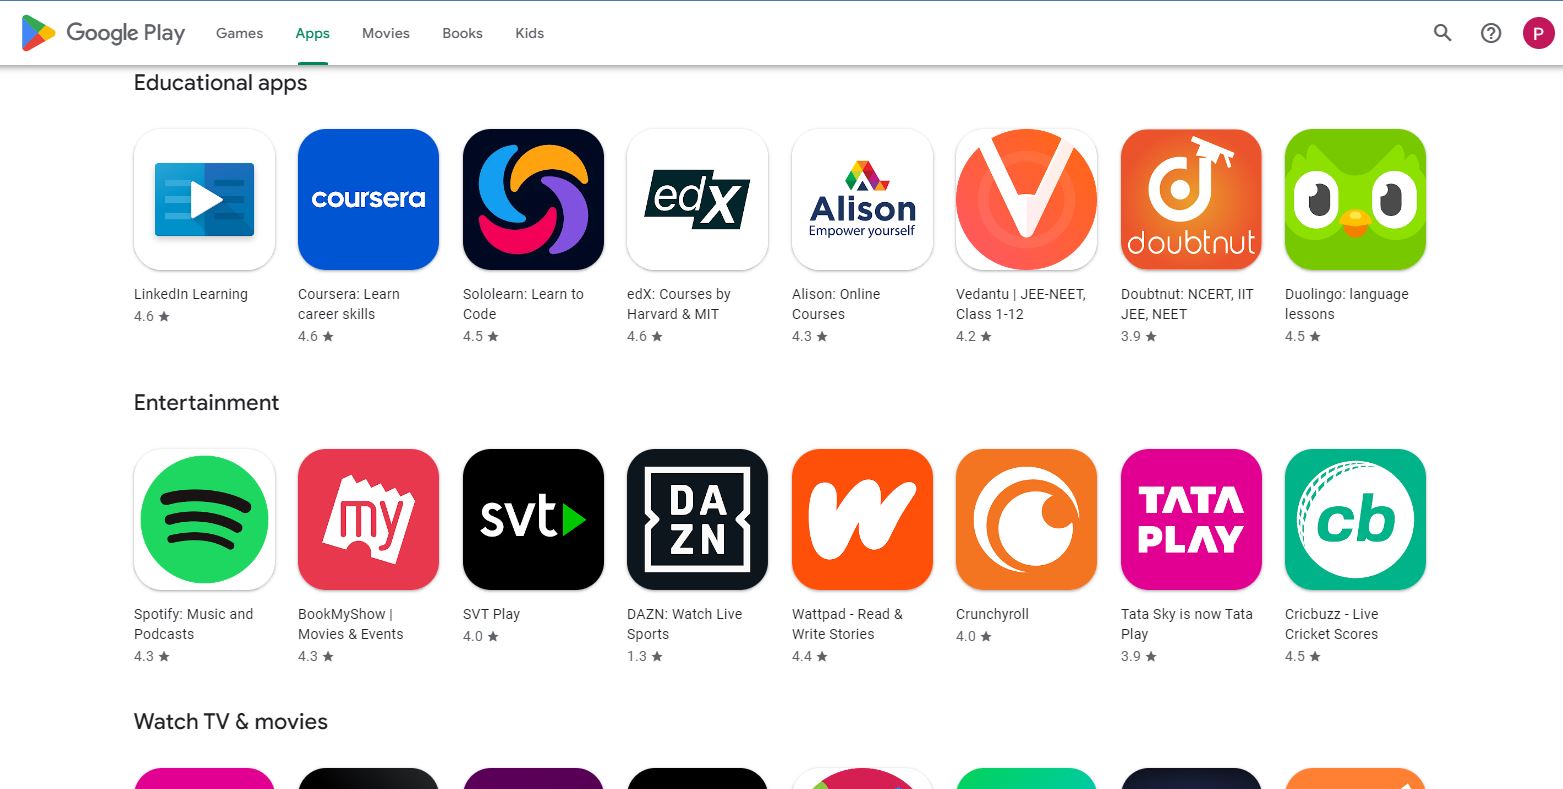 Google Play Games Apps Movies Books Kids P
Educational apps
coursera
edX
Alison
Empower yourself
doubtnut
LinkedIn Learning
4.6 ★
Coursera: Learn
career skills
4.6 ★
Sololearn: Learn to
Code
4.5 ★
edX: Courses by
Harvard & MIT
4.6 ★
Alison: Online
Courses
4.3 ★
Vedantu | JEE-NEET,
Class 1-12
4.2 ★
Doubtnut: NCERT, IIT
JEE, NEET
3.9 ★
Duolingo: language
lessons
4.5 ★
Entertainment
my
svt
DA
ZN
w
TATA
PLAY
cb
Spotify: Music and
Podcasts
4.3 ★
BookMyShow |
Movies & Events
4.3 ★
SVT Play
4.0 ★
DAZN: Watch Live
Sports
1.3 ★
Wattpad - Read &
Write Stories
4.4 ★
Crunchyroll
4.0 ★
Tata Sky is now Tata
Play
3.9 ★
Cricbuzz - Live
Cricket Scores
4.5 ★
Watch TV & movies